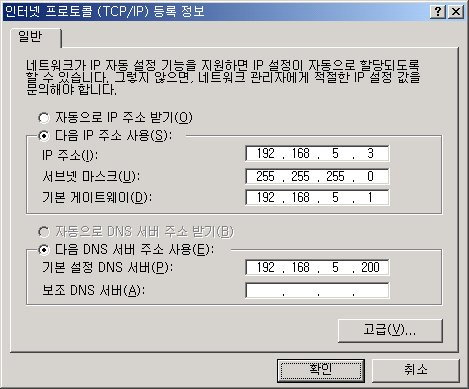 인터넷 프로토콜 (TCP/IP) 등록 정보
일반
네트워크가 IP 자동 설정 기능을 지원하면 IP 설정이 자동으로 할당되도록
할 수 있습니다. 그렇지 않으면, 네트워크 관리자에게 적절한 IP 설정 값을
문의해야 합니다.
자동으로 IP 주소 받기(O)
다음 IP 주소 사용(S):
IP 주소(I): 192 . 168 . 5 . 3
서브넷 마스크(U): 255 . 255 . 255 . 0
기본 게이트웨이(D): 192 . 168 . 5 . 1
자동으로 DNS 서버 주소 받기(B)
다음 DNS 서버 주소 사용(E):
기본 설정 DNS 서버(P): 192 . 168 . 5 . 200
보조 DNS 서버(A): . . .
고급(V)...
확인 취소